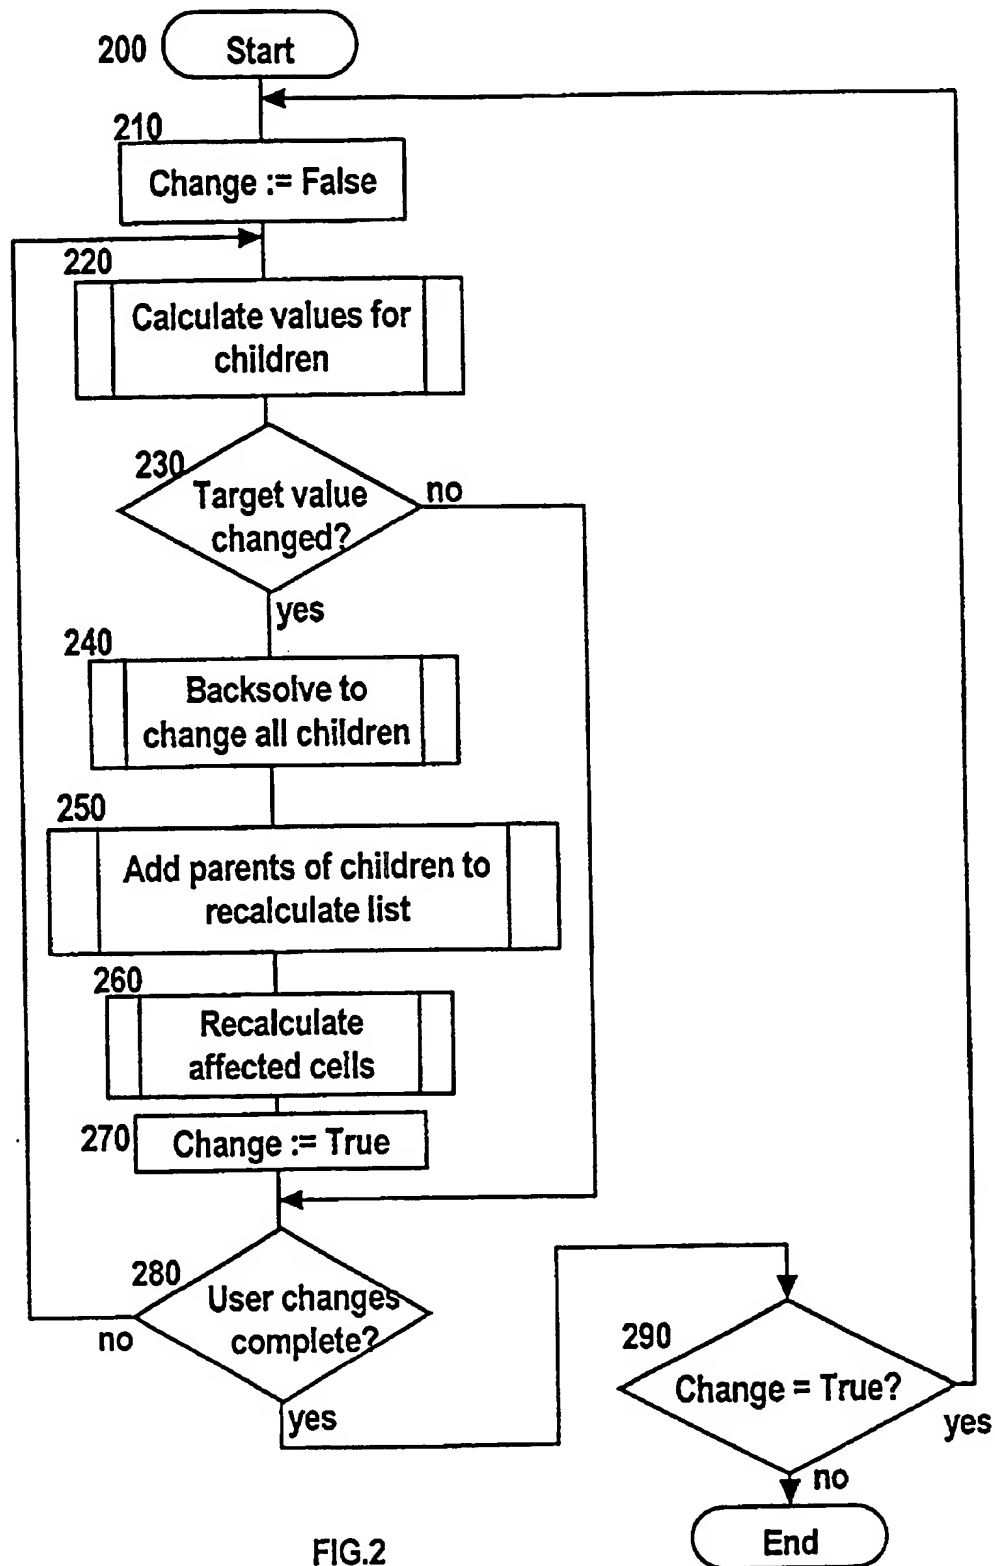 200
Start
210
Change := False
220
Calculate values for
children
230
Target value
changed?
no
yes
240
Backsolve to
change all children
250
Add parents of children to
recalculate list
260
Recalculate
affected cells
270
Change := True
280
User changes
complete?
no
yes
290
Change = True?
yes
no
End
FIG.2